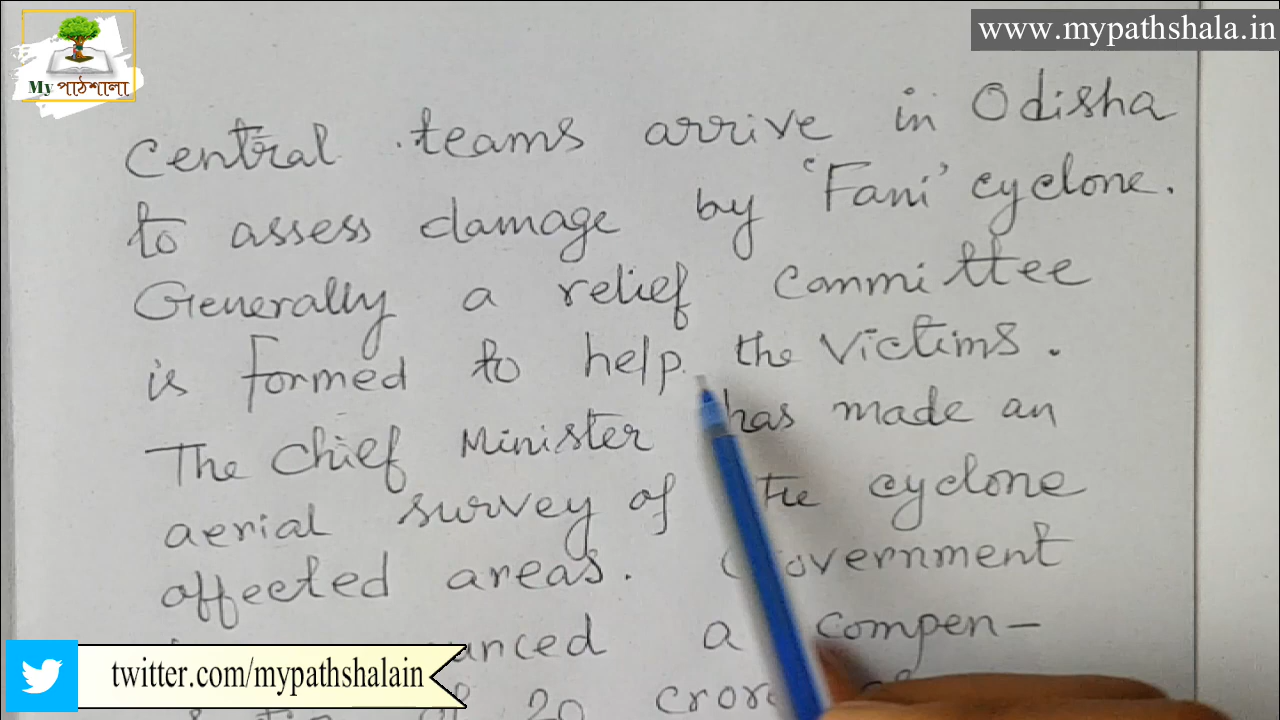 My পাঠশালা
www.mypathshala.in
Central teams arrive in Odisha
to assess damage by 'Fani' cyclone.
Generally a relief committee
is formed to help the victims.
The Chief Minister has made an
aerial survey of the cyclone
affected areas. Government
a compen-
20 crore
twitter.com/mypathshalain